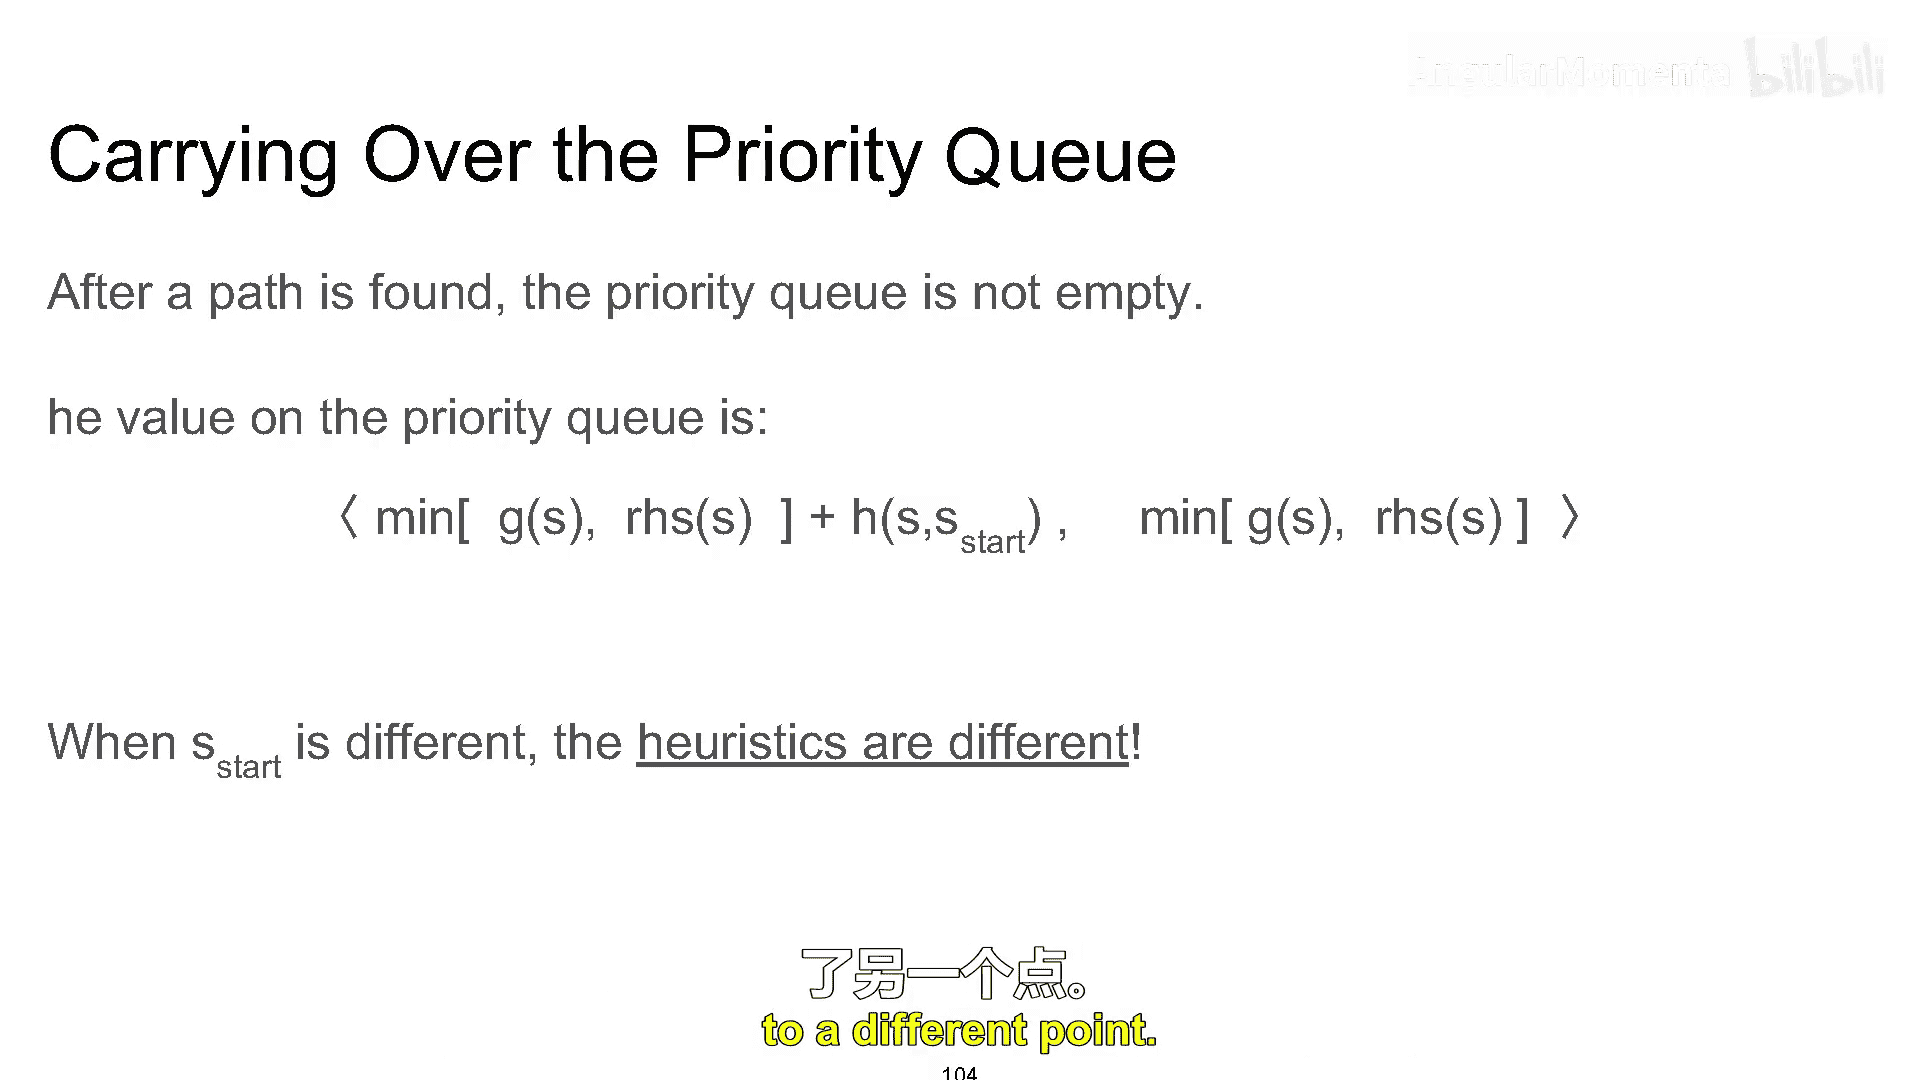 AngularMomenta bilibili
Carrying Over the Priority Queue
After a path is found, the priority queue is not empty.
he value on the priority queue is:
〈 min[ g(s), rhs(s) ] + h(s,sstart) , min[ g(s), rhs(s) ] 〉
When sstart is different, the heuristics are different!
了另一个点。
to a different point.
104